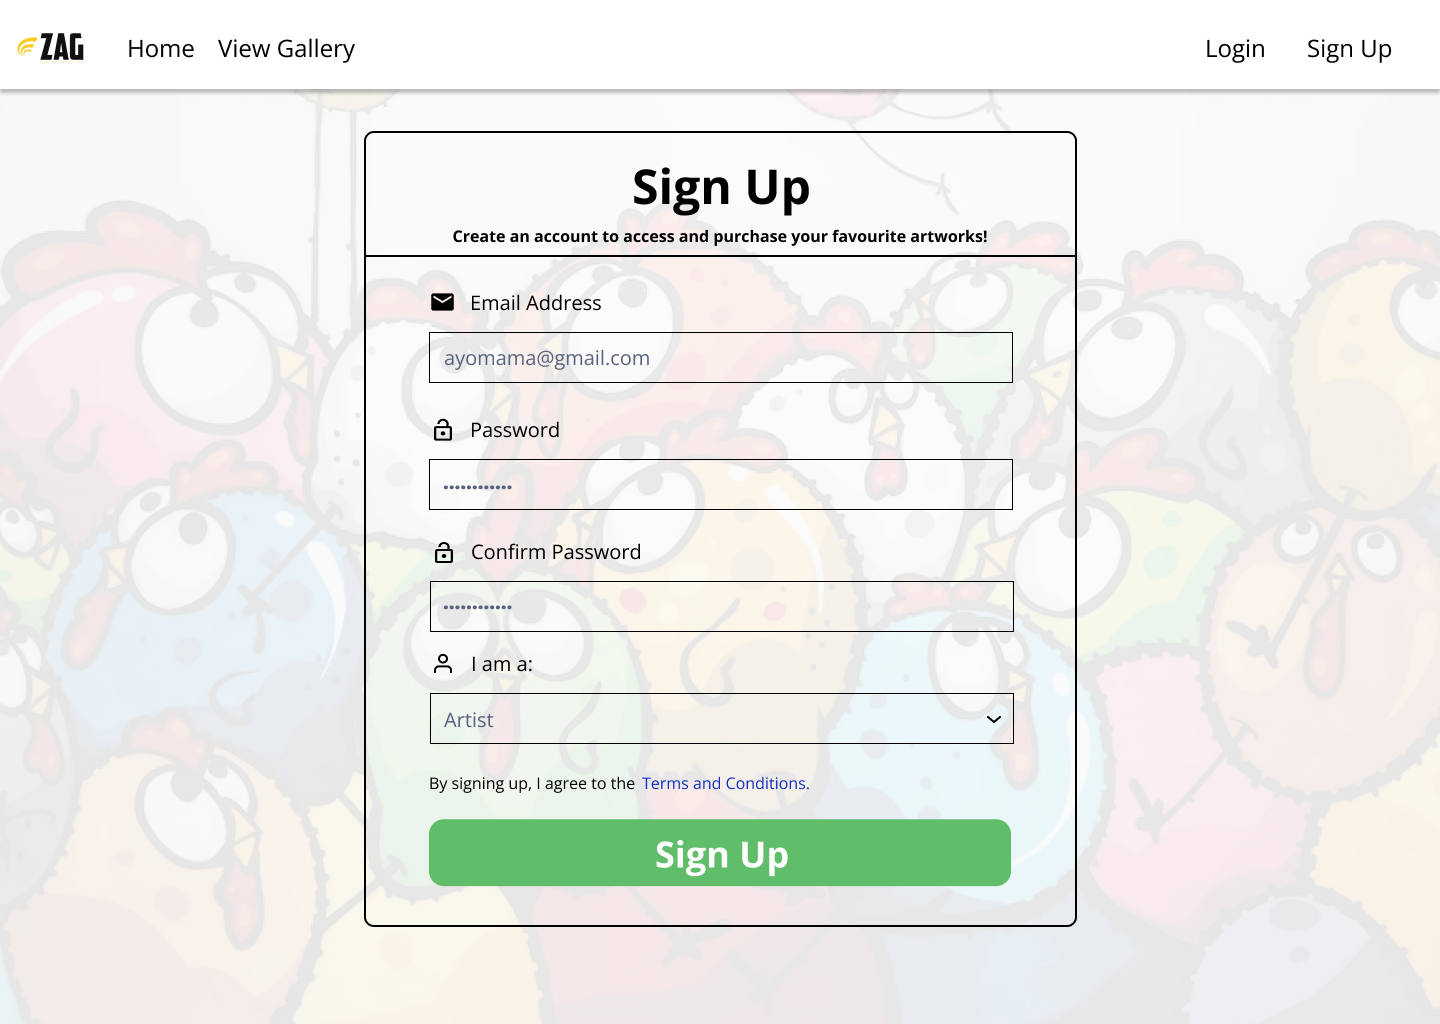 ZAG Home View Gallery Login Sign Up
Sign Up
Create an account to access and purchase your favourite artworks!
Email Address
ayomama@gmail.com
Password
••••••••••••
Confirm Password
••••••••••••
I am a:
Artist
By signing up, I agree to the Terms and Conditions.
Sign Up